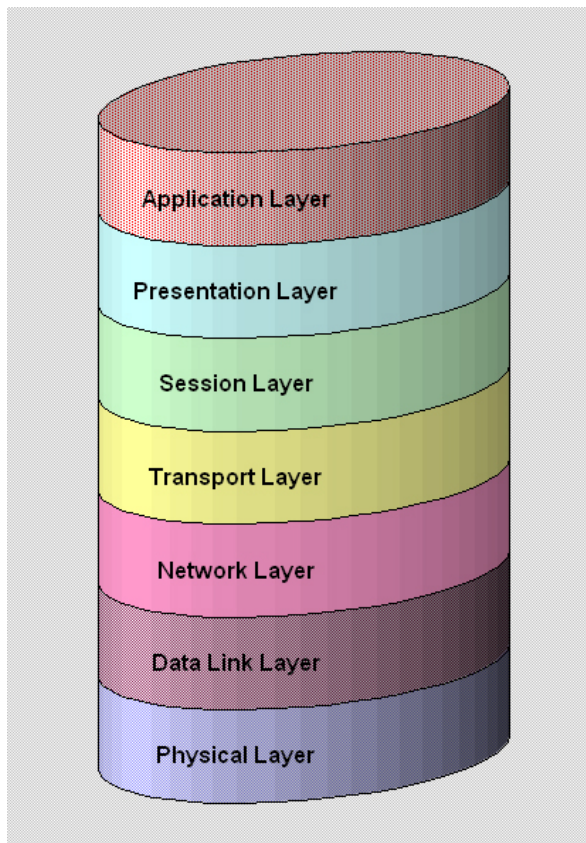 Application Layer
Presentation Layer
Session Layer
Transport Layer
Network Layer
Data Link Layer
Physical Layer